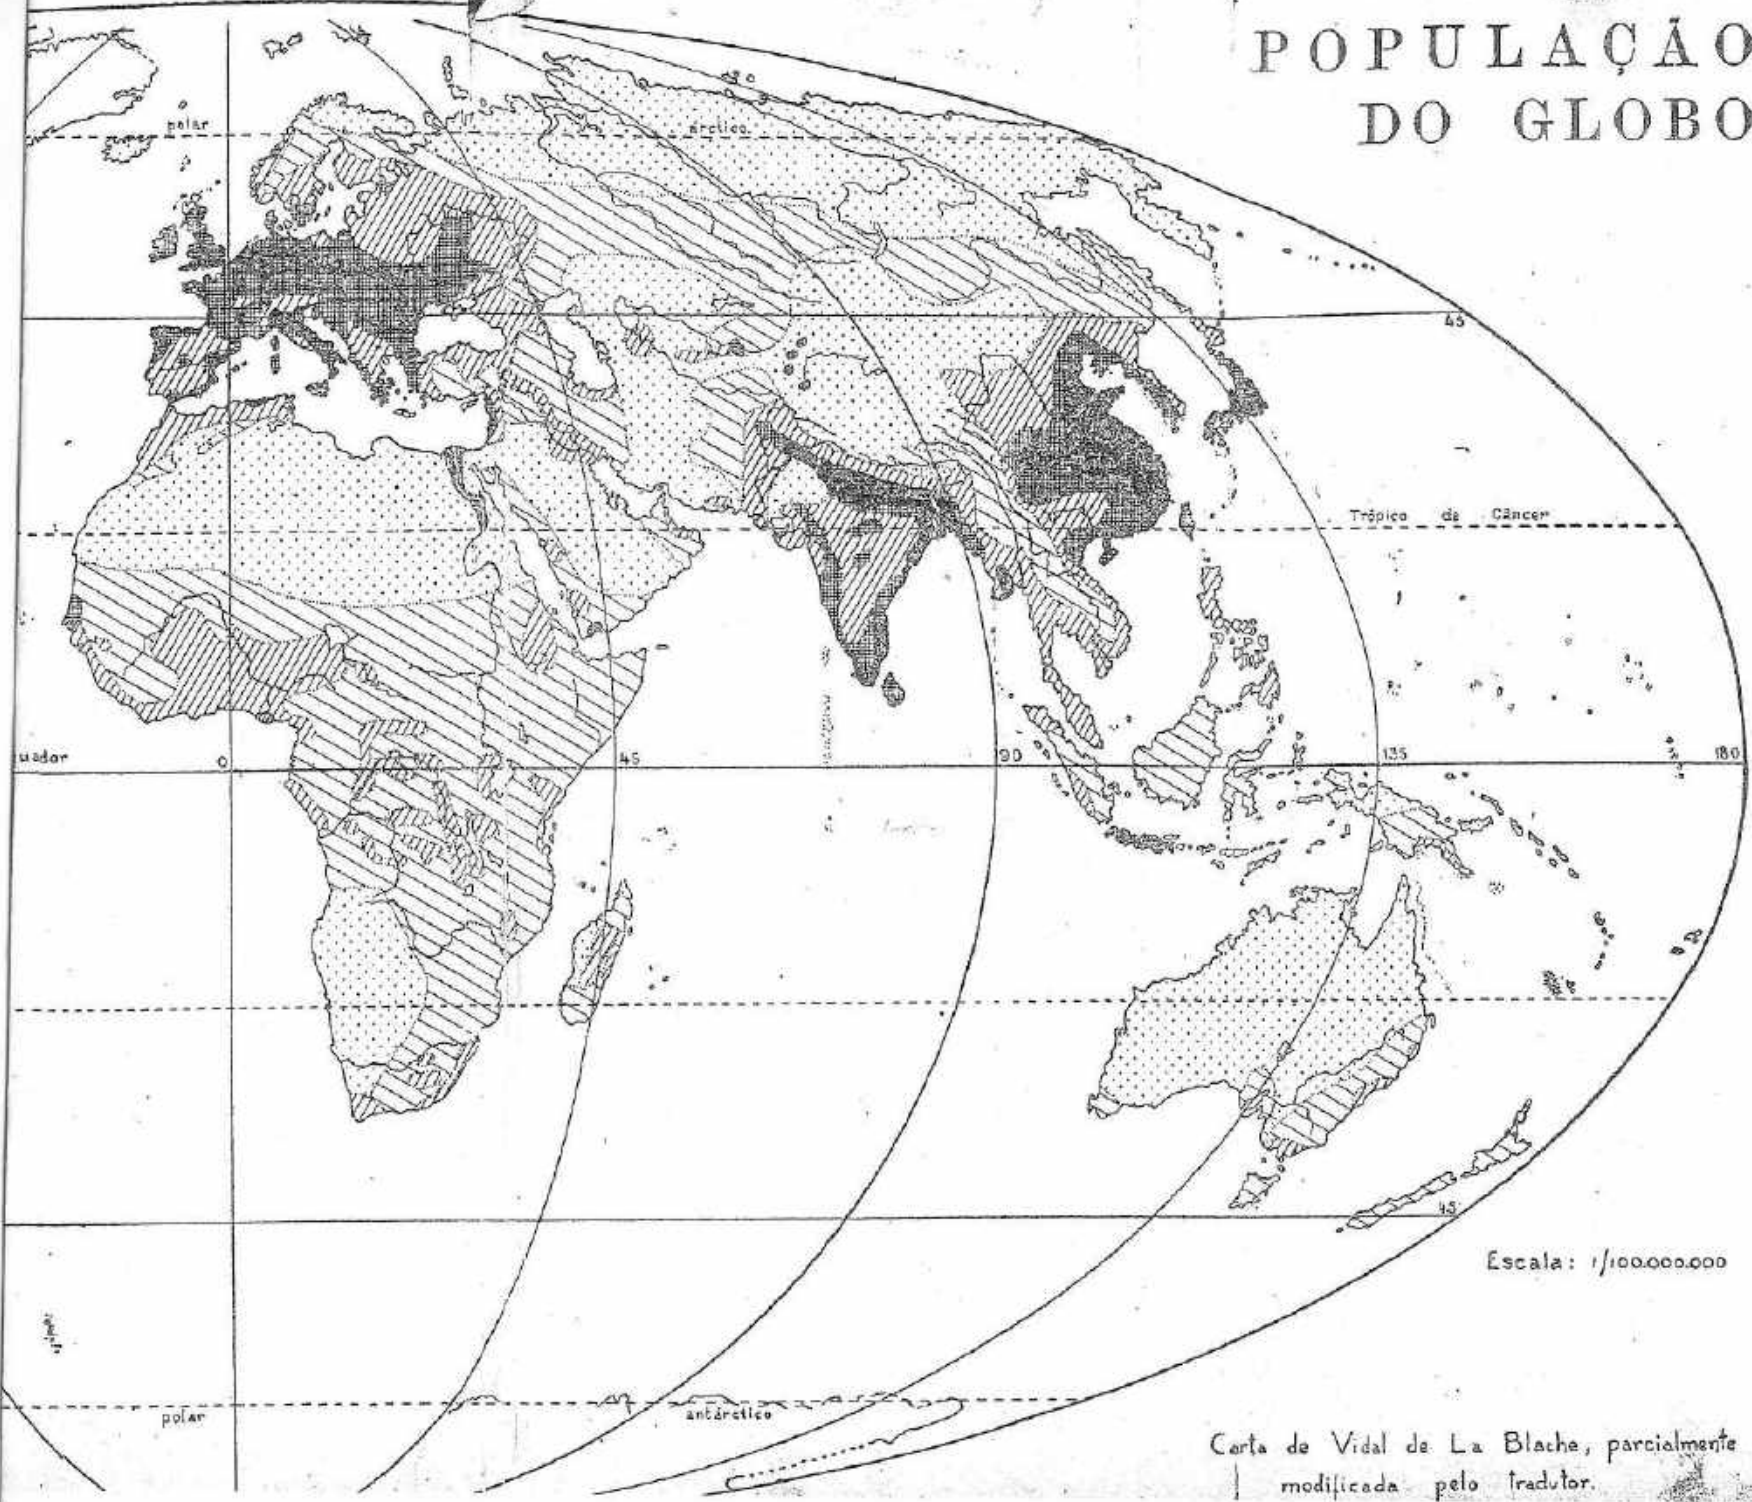 POPULAÇÃO
DO GLOBO
polar
árctico
45
Trópico de Câncer
uador
0
45
90
135
180
45
Escala: 1/100.000.000
polar
antárctico
Carta de Vidal de La Blache, parcialmente
modificada pelo tradutor.